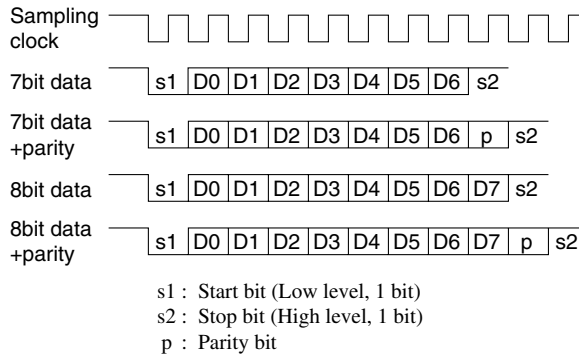 Sampling
clock
7bit data s1 D0 D1 D2 D3 D4 D5 D6 s2
7bit data
+parity s1 D0 D1 D2 D3 D4 D5 D6 p s2
8bit data s1 D0 D1 D2 D3 D4 D5 D6 D7 s2
8bit data
+parity s1 D0 D1 D2 D3 D4 D5 D6 D7 p s2
s1 : Start bit (Low level, 1 bit)
s2 : Stop bit (High level, 1 bit)
p : Parity bit